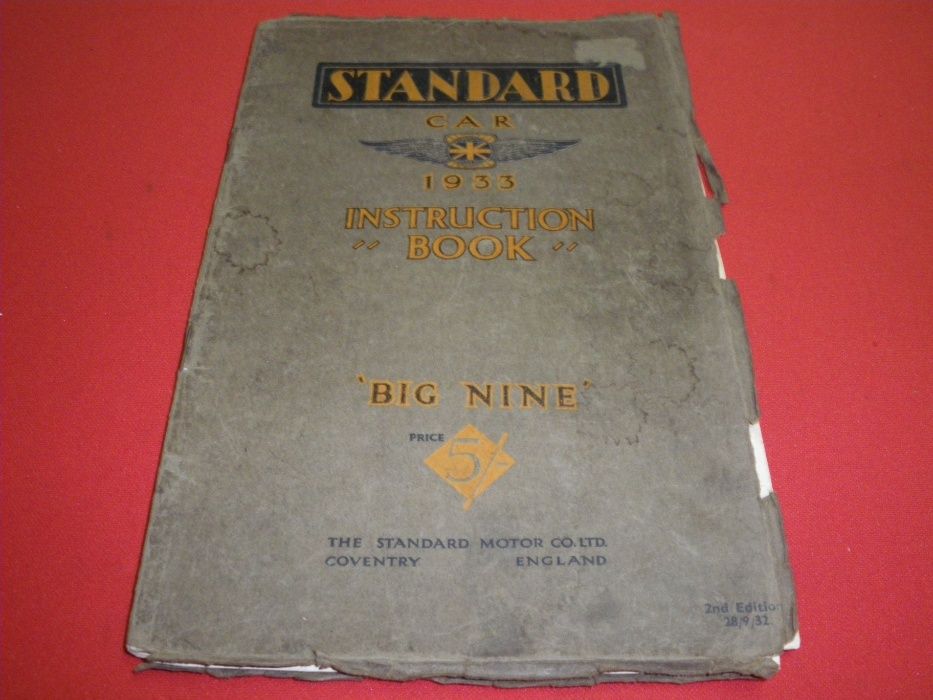 STANDARD
CAR
1933
INSTRUCTION
" BOOK "
'BIG NINE'
PRICE 5/-
THE STANDARD MOTOR CO. LTD.
COVENTRY ENGLAND
2nd Edition
28/9/32.